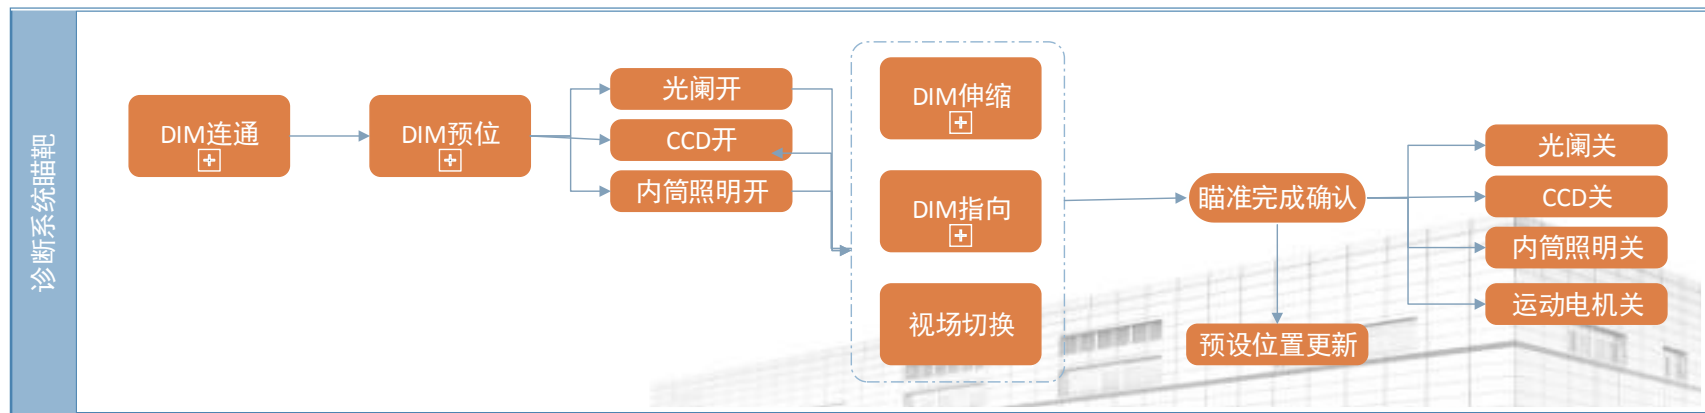 诊断系统瞄靶
DIM连通
DIM预位
光阑开
CCD开
内筒照明开
DIM伸缩
DIM指向
视场切换
瞄准完成确认
预设位置更新
光阑关
CCD关
内筒照明关
运动电机关